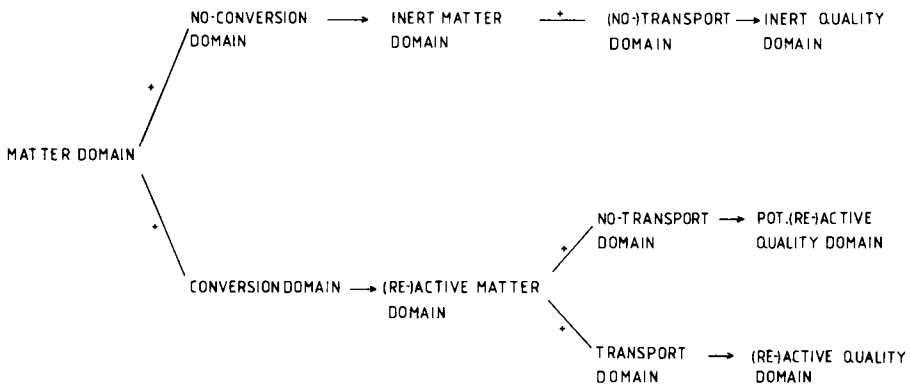 NO-CONVERSION DOMAIN
INERT MATTER DOMAIN
+
(NO-)TRANSPORT DOMAIN
INERT QUALITY DOMAIN
+
MATTER DOMAIN
+
CONVERSION DOMAIN
(RE-)ACTIVE MATTER DOMAIN
+
NO-TRANSPORT DOMAIN
POT.(RE-)ACTIVE QUALITY DOMAIN
+
TRANSPORT DOMAIN
(RE-)ACTIVE QUALITY DOMAIN